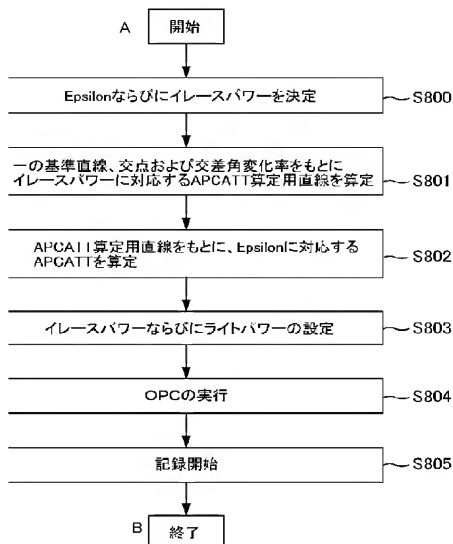 A
開始
Epsilonならびにイレースパワーを決定
S800
一の基準直線、交点および交差角変化率をもとに
イレースパワーに対応するAPCATT算定用直線を算定
S801
APCATT算定用直線をもとに、Epsilonに対応する
APCATTを算定
S802
イレースパワーならびにライトパワーの設定
S803
OPCの実行
S804
記録開始
S805
B
終了